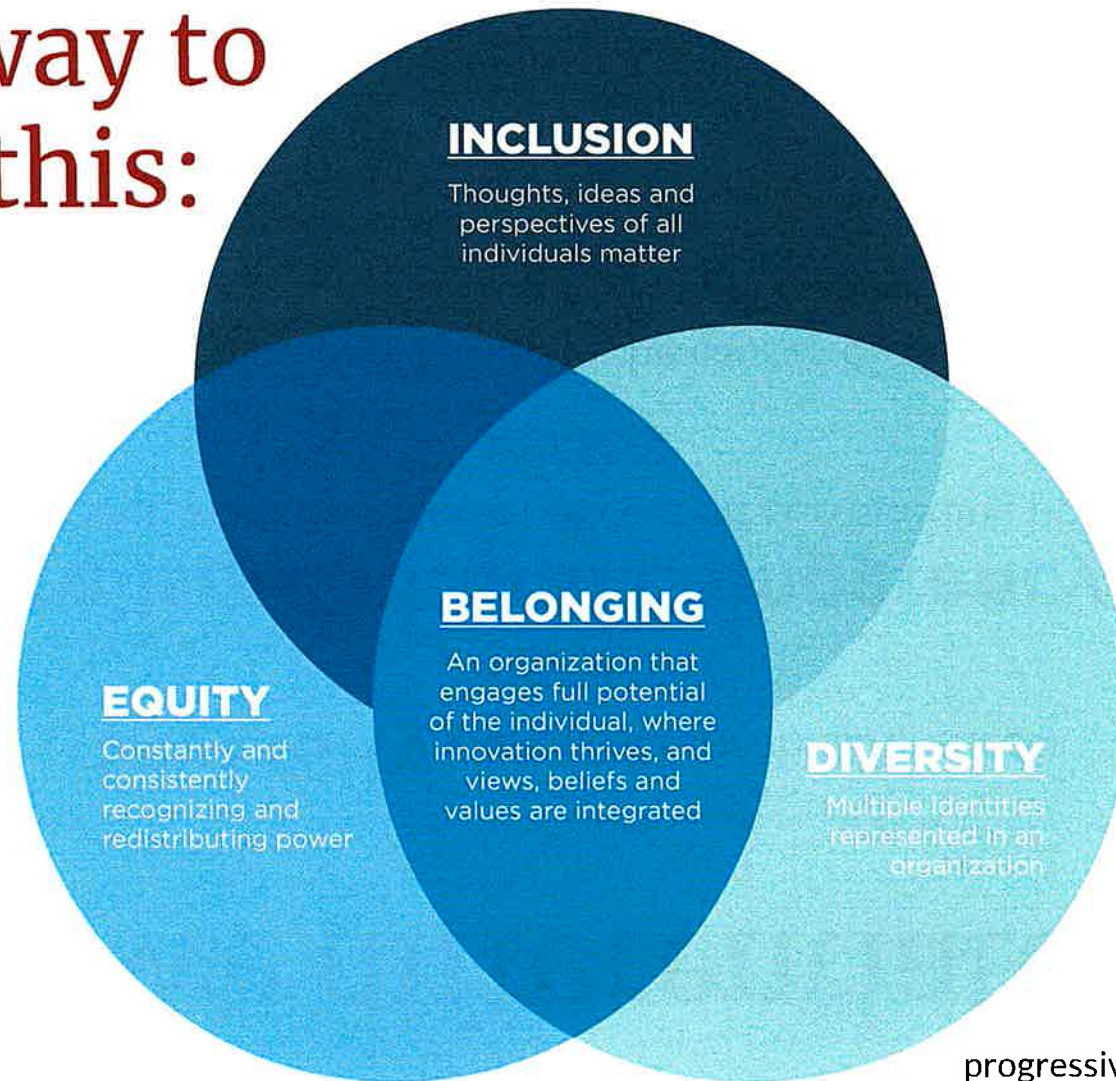 way to
this:
INCLUSION
Thoughts, ideas and
perspectives of all
individuals matter
BELONGING
An organization that
engages full potential
of the individual, where
innovation thrives, and
views, beliefs and
values are integrated
EQUITY
Constantly and
consistently
recognizing and
redistributing power
DIVERSITY
Multiple identities
represented in an
organization